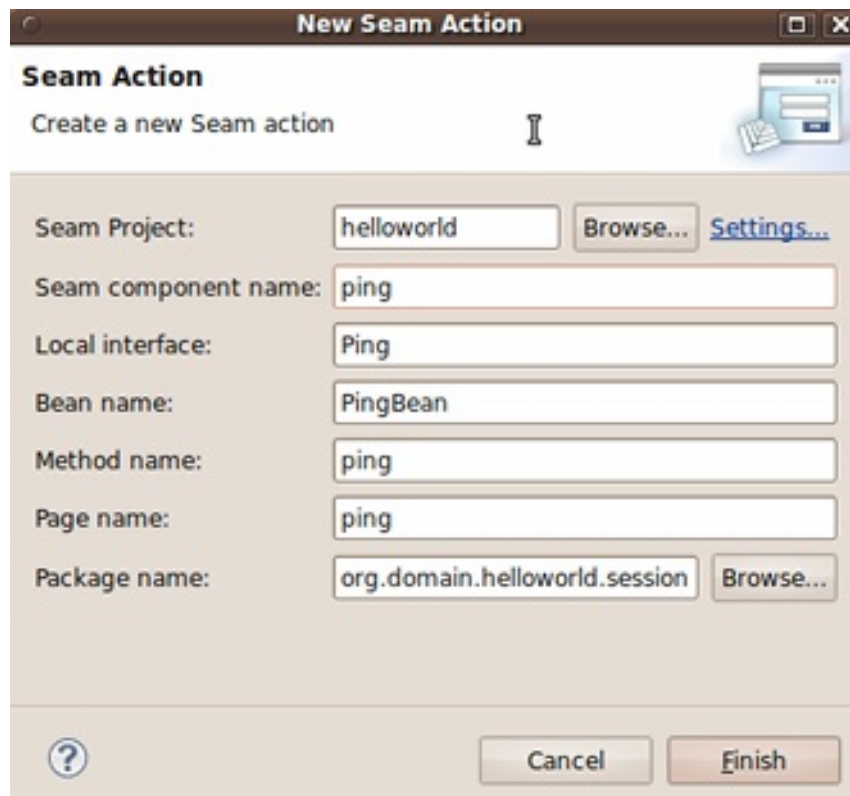 New Seam Action
Seam Action
Create a new Seam action
Seam Project: helloworld Browse... Settings...
Seam component name: ping
Local interface: Ping
Bean name: PingBean
Method name: ping
Page name: ping
Package name: org.domain.helloworld.session Browse...
? Cancel Finish